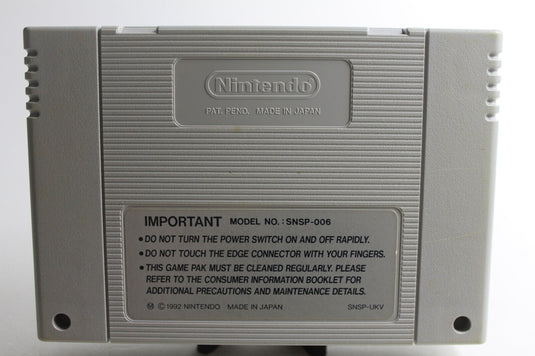 Nintendo
PAT. PEND. MADE IN JAPAN
IMPORTANT MODEL NO. : SNSP-006
• DO NOT TURN THE POWER SWITCH ON AND OFF RAPIDLY.
• DO NOT TOUCH THE EDGE CONNECTOR WITH YOUR FINGERS.
• THIS GAME PAK MUST BE CLEANED REGULARLY. PLEASE
REFER TO THE CONSUMER INFORMATION BOOKLET FOR
ADDITIONAL PRECAUTIONS AND MAINTENANCE DETAILS.
Ⓜ © 1992 NINTENDO MADE IN JAPAN SNSP-UKV